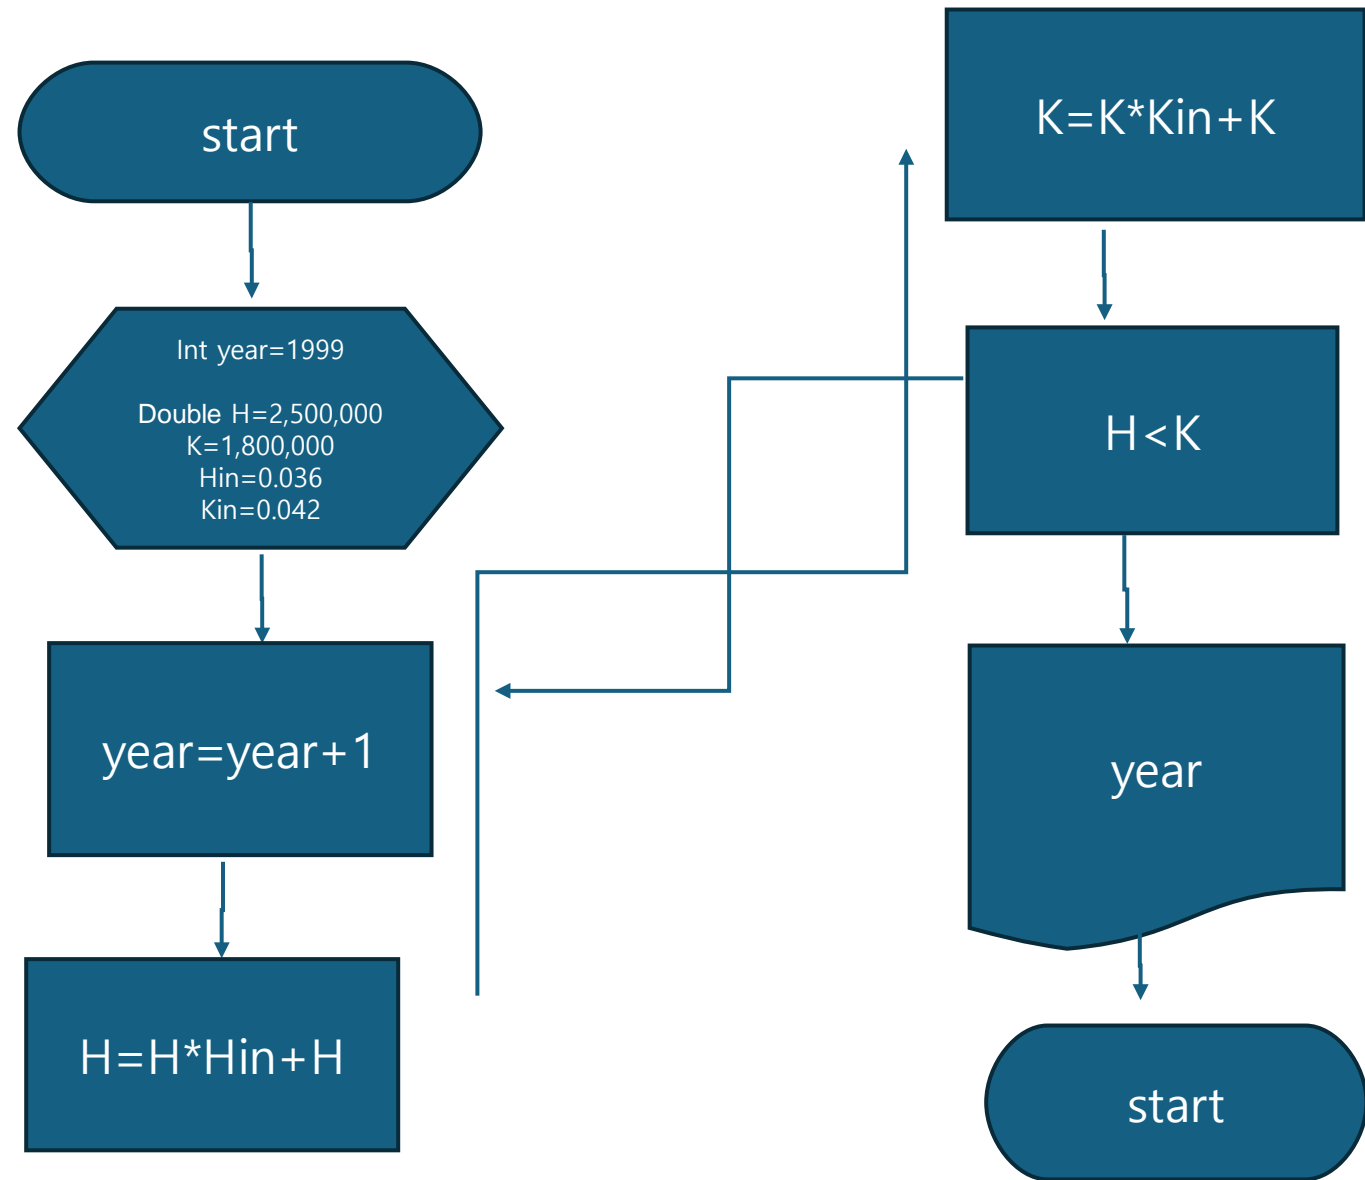 start
Int year=1999
Double H=2,500,000
K=1,800,000
Hin=0.036
Kin=0.042
year=year+1
H=H*Hin+H
K=K*Kin+K
H<K
year
start